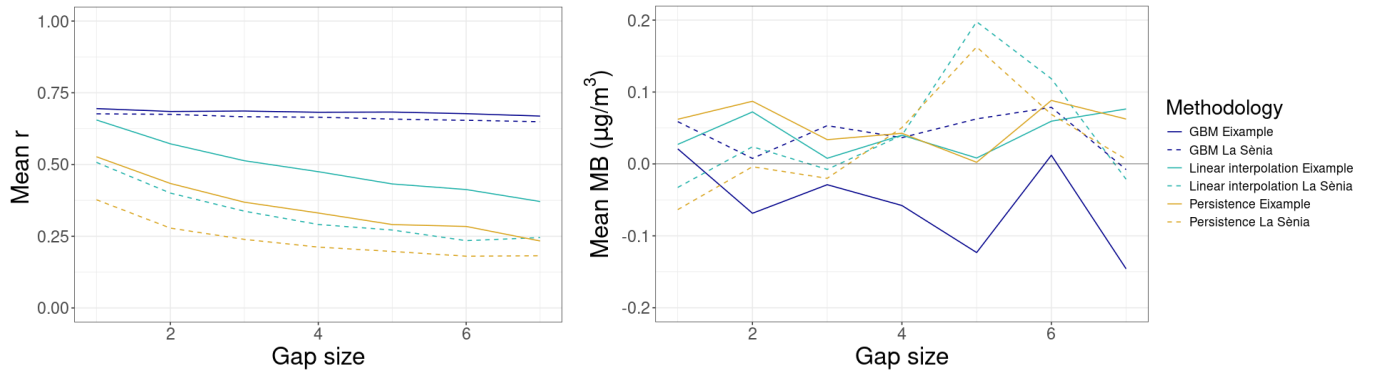 1.00
0.75
0.50
0.25
0.00
Mean r
2 4 6
Gap size
0.2
0.1
0.0
-0.1
-0.2
Mean MB (µg/m³)
2 4 6
Gap size
Methodology
GBM Eixample
GBM La Sènia
Linear interpolation Eixample
Linear interpolation La Sènia
Persistence Eixample
Persistence La Sènia